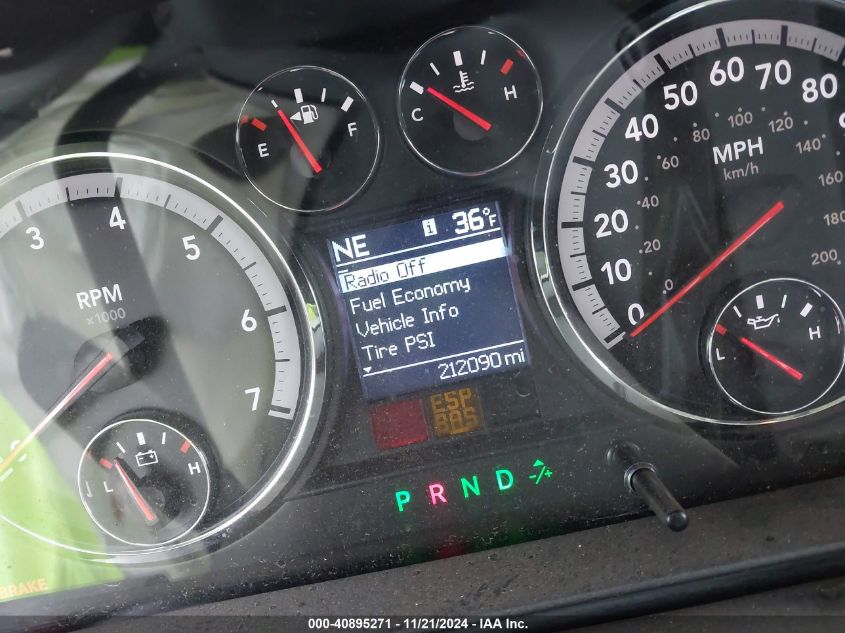 E F
C H
3 4 5 6 7
RPM
x1000
L H
NE 36°F
Radio Off
Fuel Economy
Vehicle Info
Tire PSI
212090 mi
ESP
BAS
P R N D -/+
0 10 20 30 40 50 60 70 80
0 20 40 60 80 100 120 140 160 180 200
MPH
km/h
L H
BRAKE
000-40895271 - 11/21/2024 - IAA Inc.